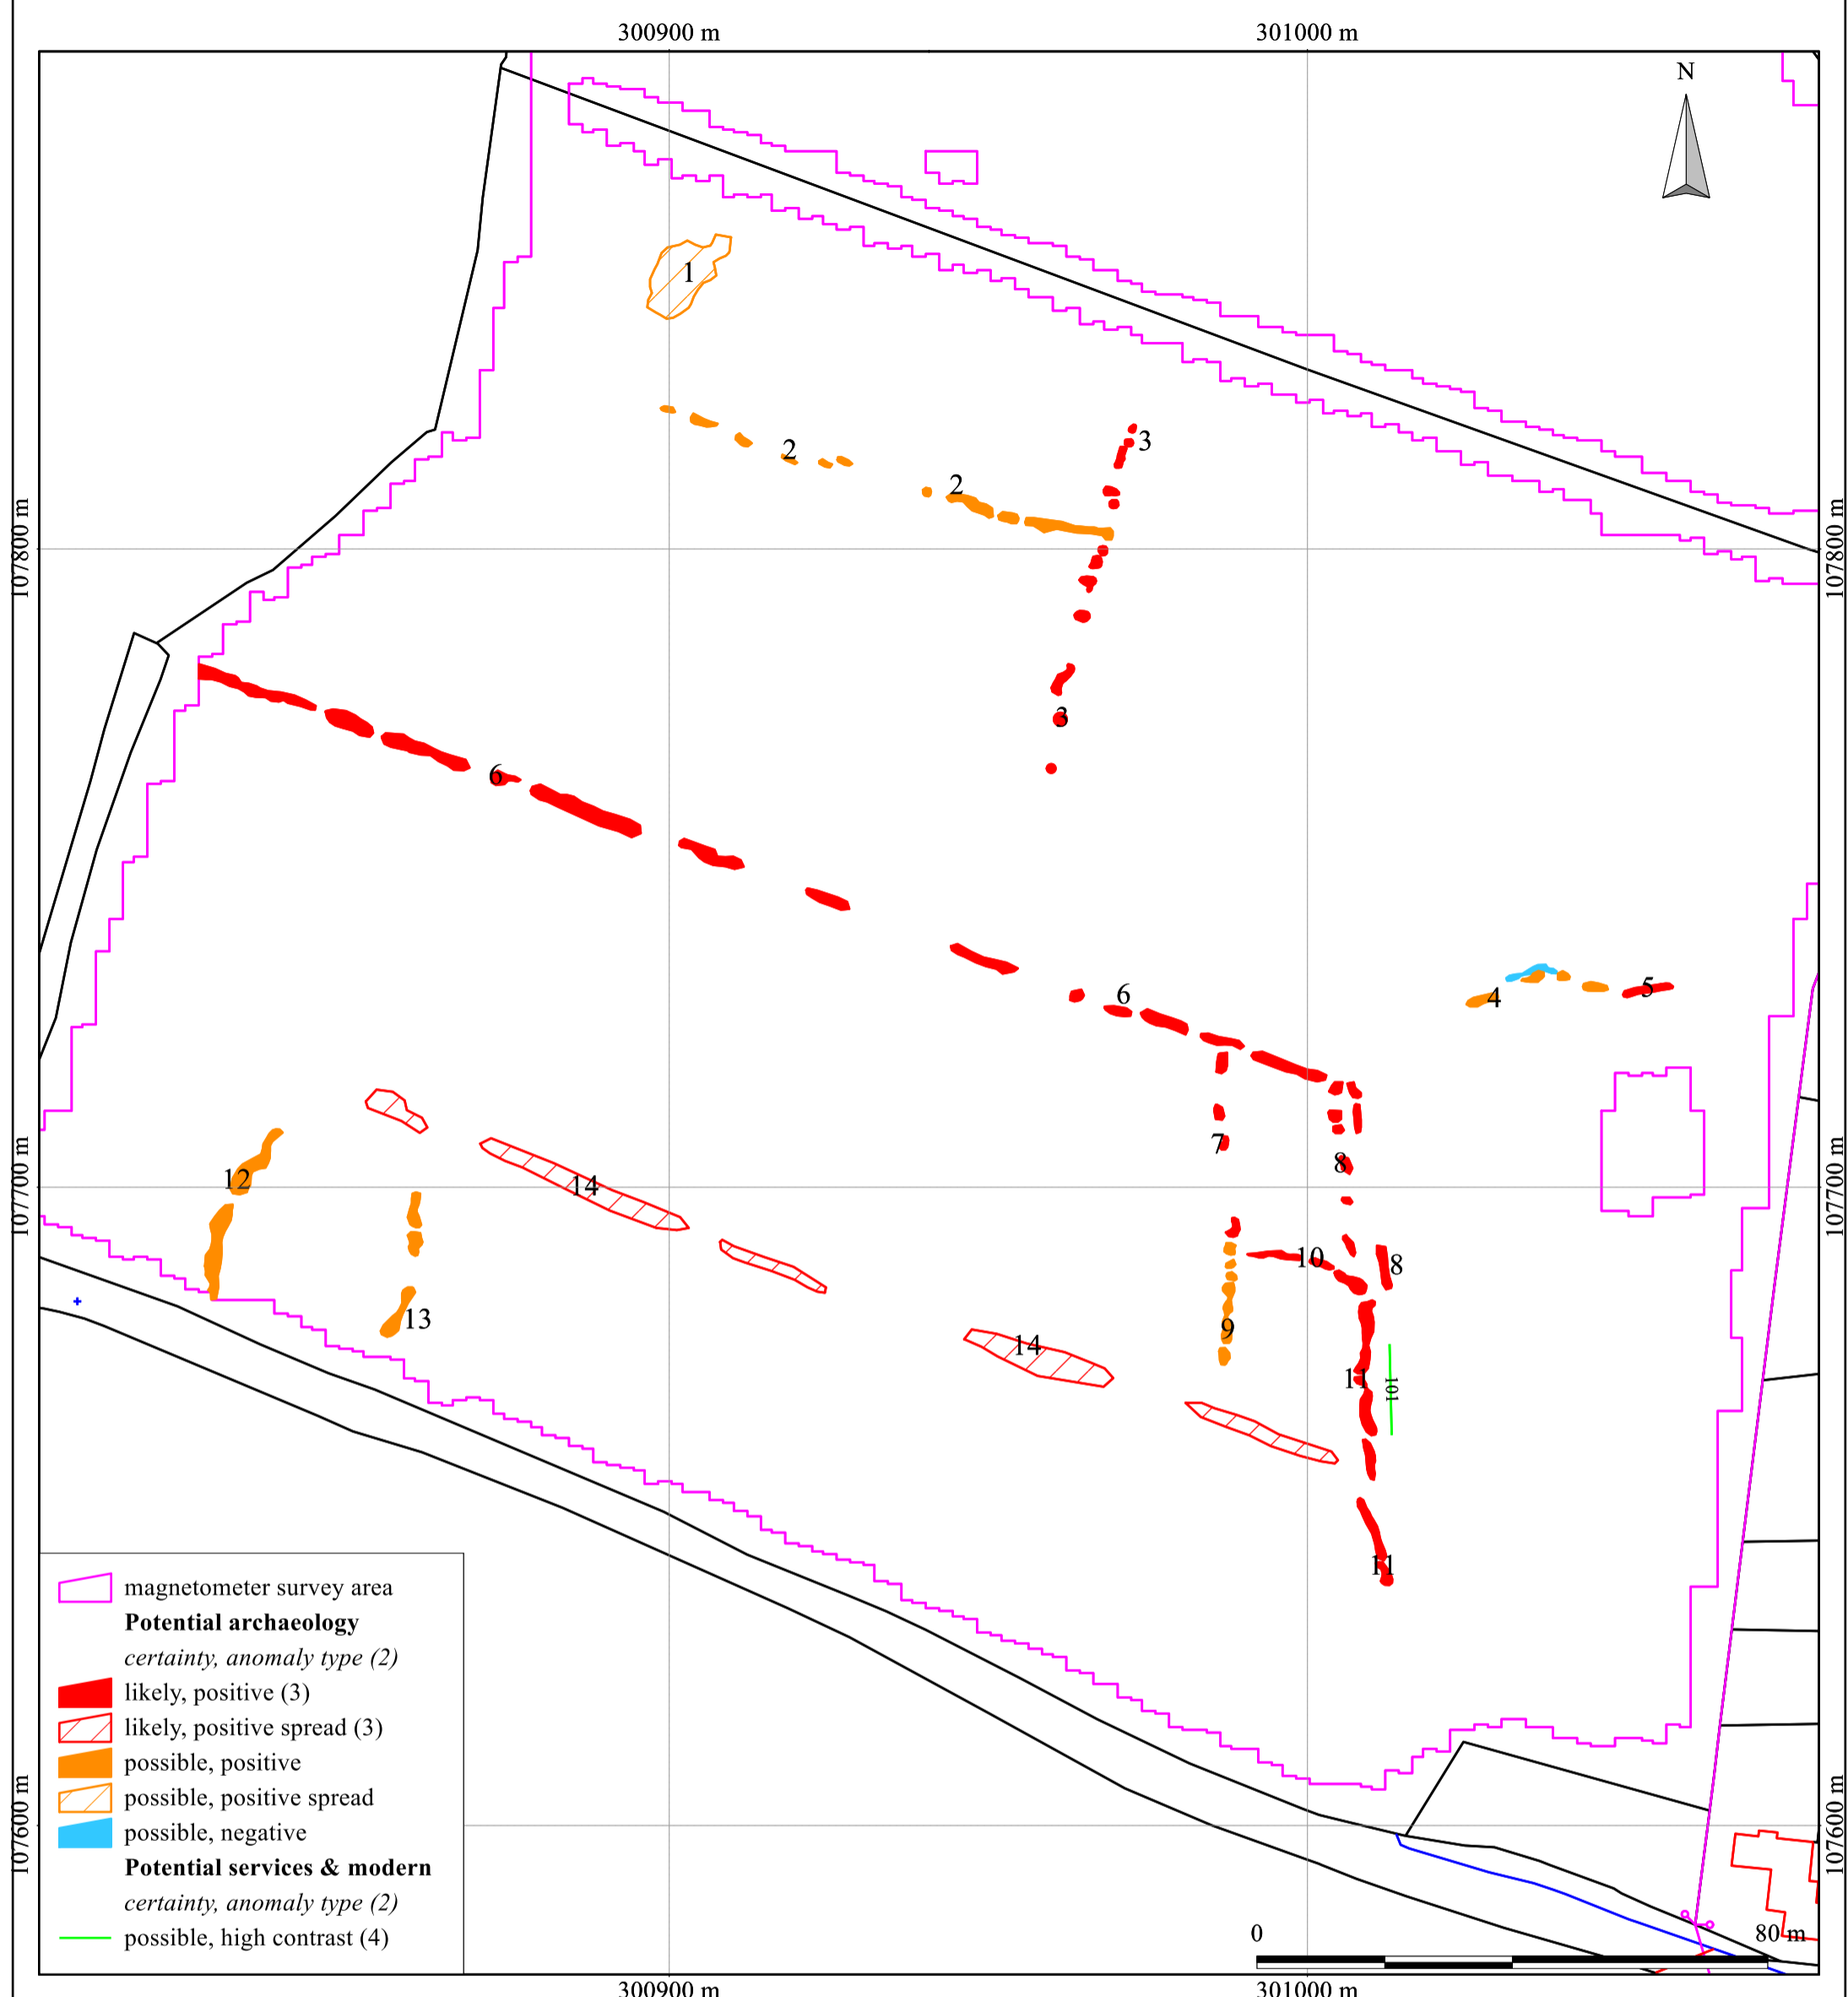 300900 m
301000 m
N
1
3
2
2
107800 m
107800 m
3
6
6
4
5
7
8
12
14
107700 m
107700 m
10
8
13
9
14
11
101
11
magnetometer survey area
Potential archaeology
certainty, anomaly type (2)
likely, positive (3)
likely, positive spread (3)
possible, positive
possible, positive spread
possible, negative
Potential services & modern
certainty, anomaly type (2)
possible, high contrast (4)
107600 m
107600 m
0
80 m
300900 m
301000 m